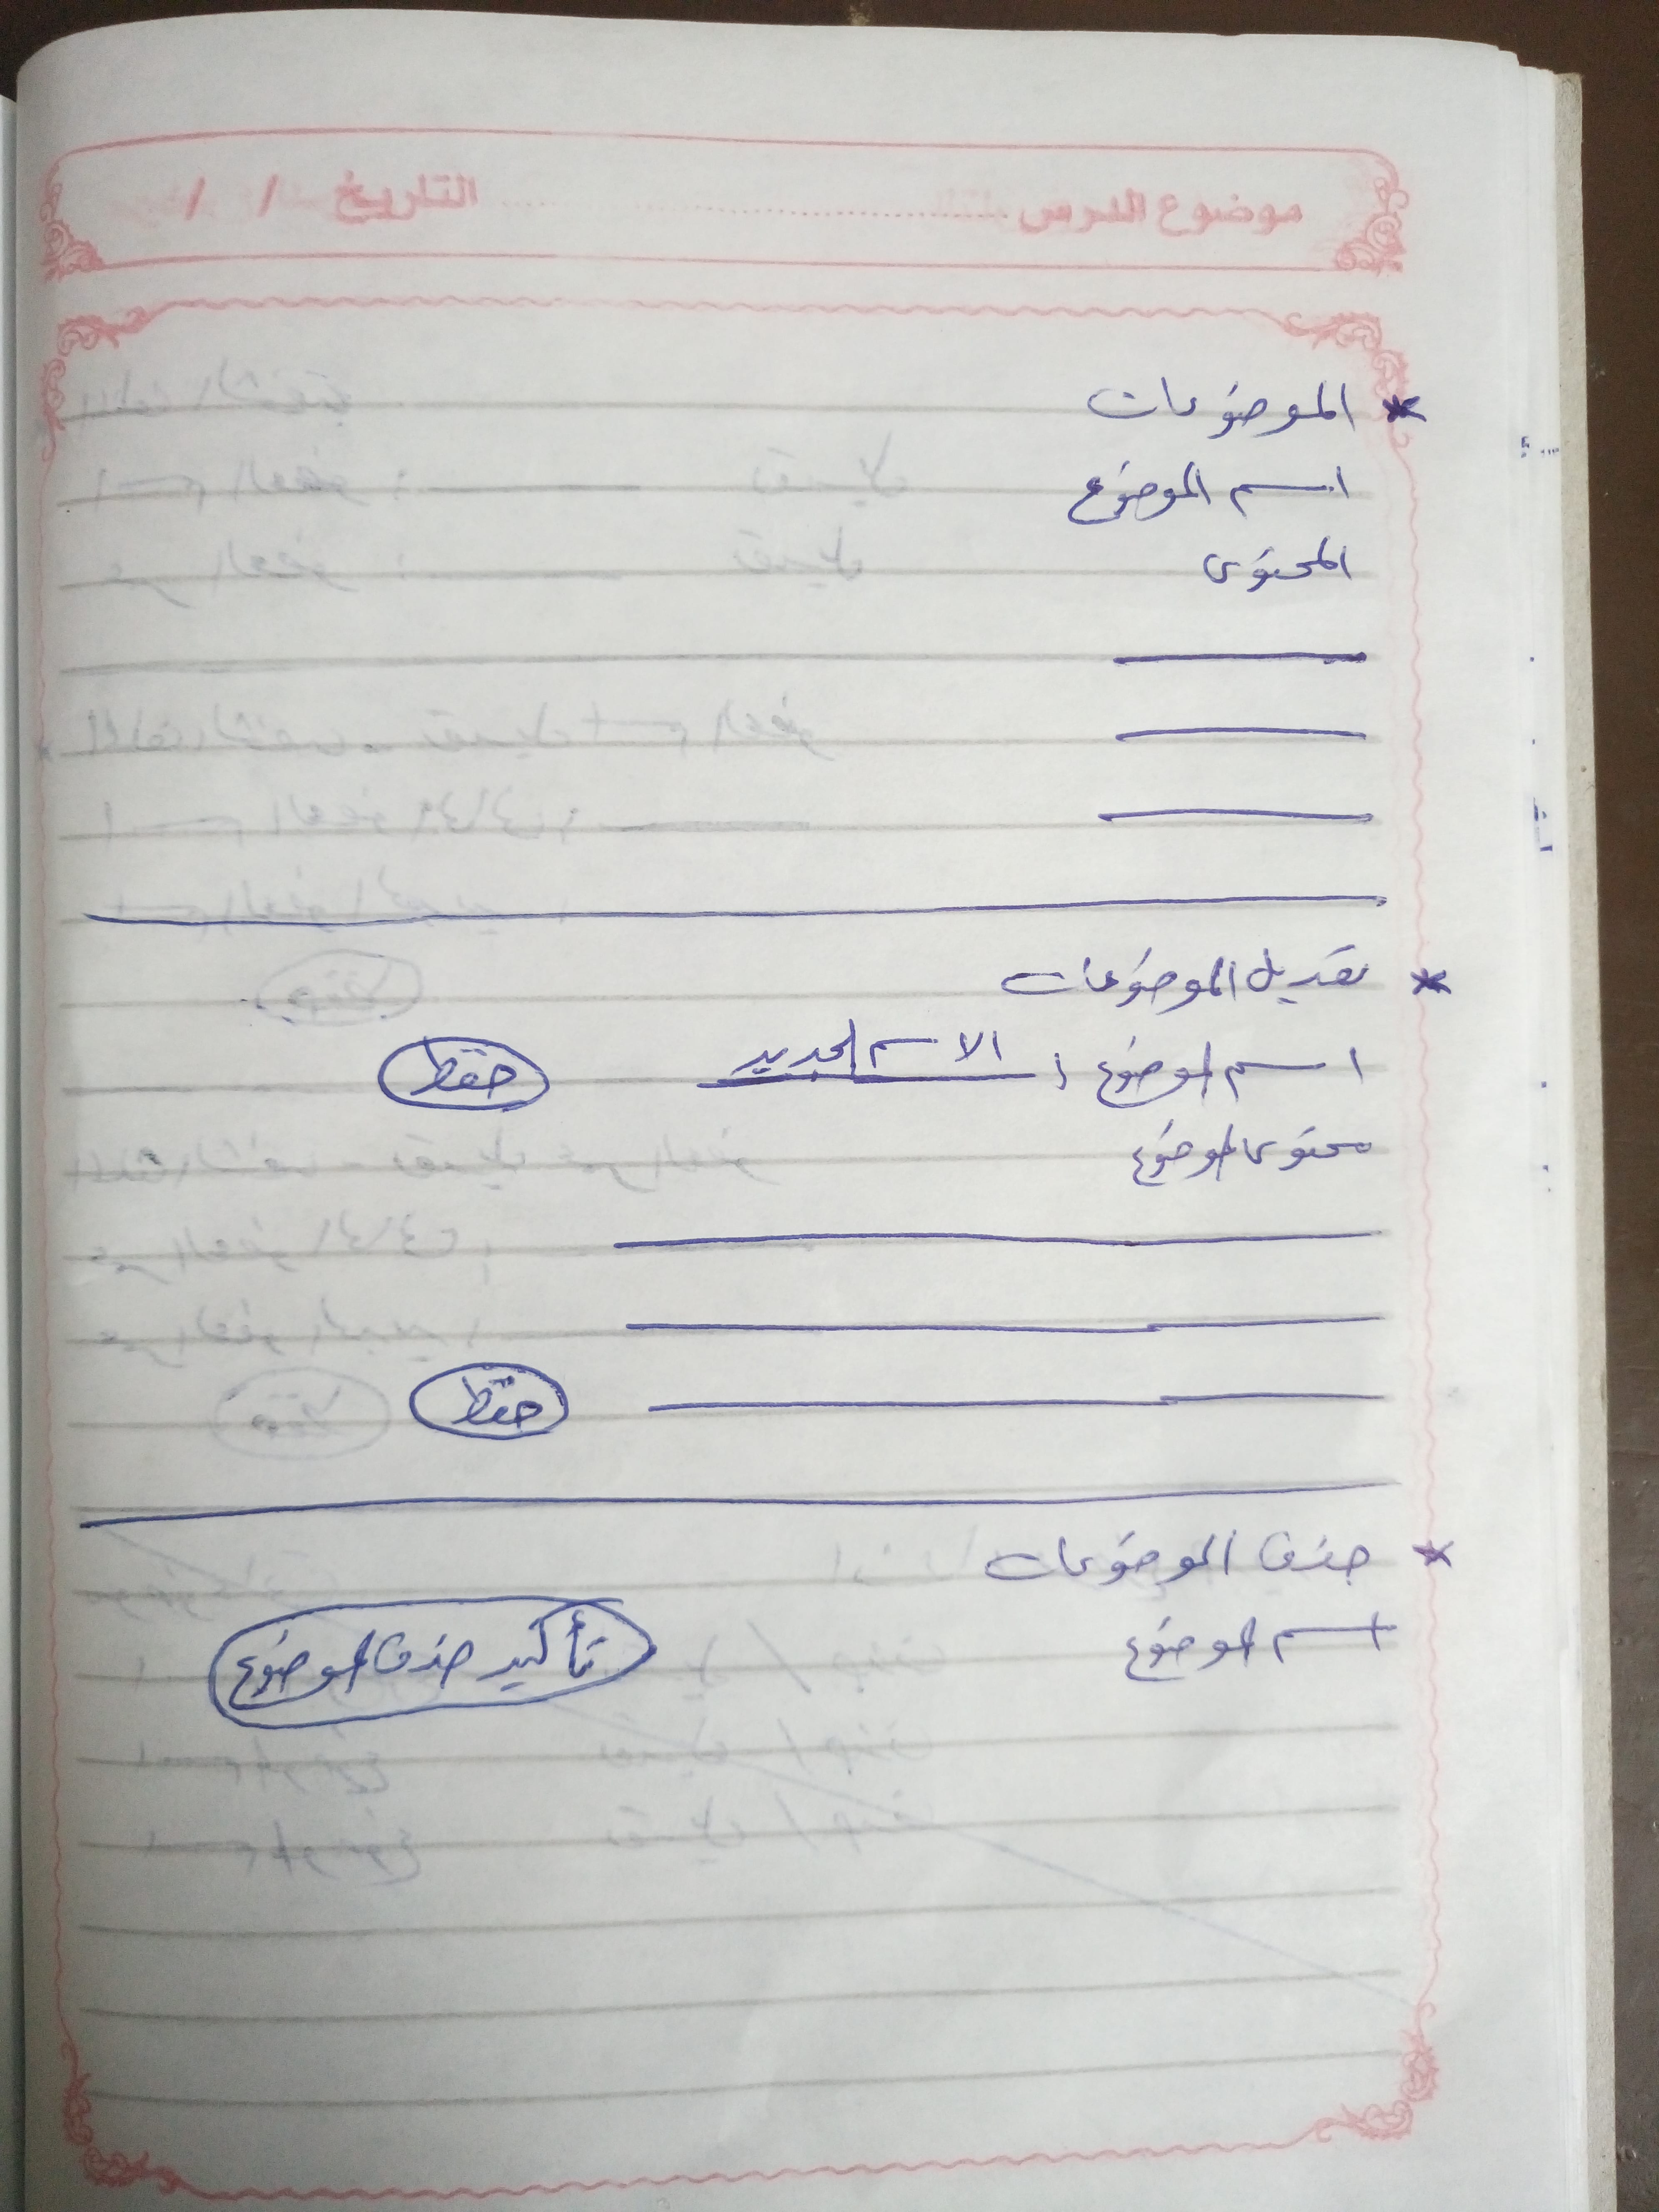 موضوع الدرس ........................ التاريخ / /
* الموضوعات
اسم الموضوع
المحتوى
* تعديل الموضوعات
اسم الموضوع : الاسم الجديد حفظ
محتوى الموضوع
حفظ
* حذف الموضوعات
اسم الموضوع
تأكيد حذف الموضوع